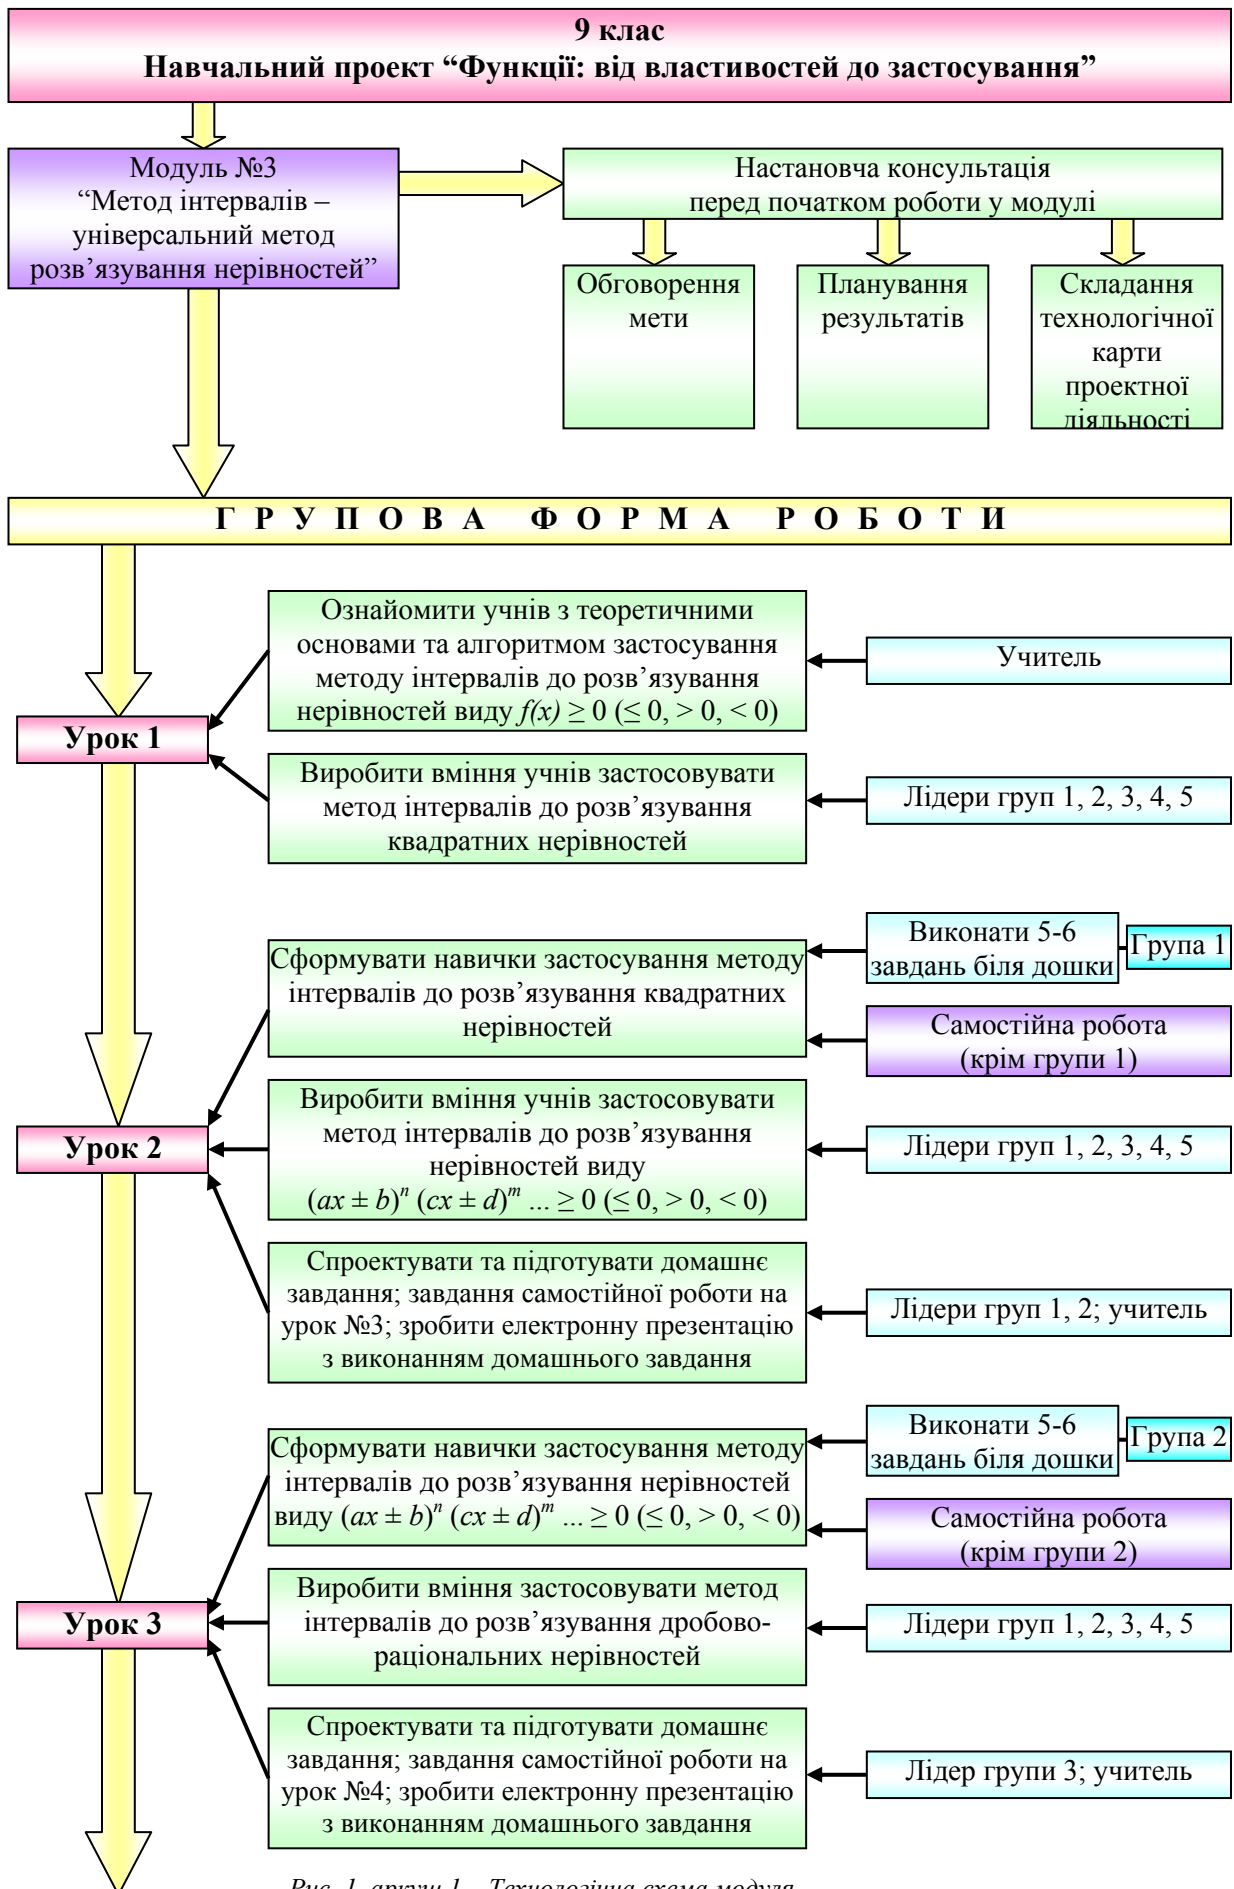 9 клас
Навчальний проект “Функції: від властивостей до застосування”
Модуль №3
“Метод інтервалів –
універсальний метод
розв’язування нерівностей”
Настановча консультація
перед початком роботи у модулі
Обговорення
мети
Планування
результатів
Складання
технологічної
карти
проектної
діяльності
ГРУПОВА ФОРМА РОБОТИ
Ознайомити учнів з теоретичними
основами та алгоритмом застосування
методу інтервалів до розв’язування
нерівностей виду f(x) ≥ 0 (≤ 0, > 0, < 0)
Учитель
Урок 1
Виробити вміння учнів застосовувати
метод інтервалів до розв’язування
квадратних нерівностей
Лідери груп 1, 2, 3, 4, 5
Виконати 5-6
завдань біля дошки
Група 1
Сформувати навички застосування методу
інтервалів до розв’язування квадратних
нерівностей
Самостійна робота
(крім групи 1)
Урок 2
Виробити вміння учнів застосовувати
метод інтервалів до розв’язування
нерівностей виду
(ax ± b)ⁿ (cx ± d)ᵐ ... ≥ 0 (≤ 0, > 0, < 0)
Лідери груп 1, 2, 3, 4, 5
Спроектувати та підготувати домашнє
завдання; завдання самостійної роботи на
урок №3; зробити електронну презентацію
з виконанням домашнього завдання
Лідери груп 1, 2; учитель
Виконати 5-6
завдань біля дошки
Група 2
Сформувати навички застосування методу
інтервалів до розв’язування нерівностей
виду (ax ± b)ⁿ (cx ± d)ᵐ ... ≥ 0 (≤ 0, > 0, < 0)
Самостійна робота
(крім групи 2)
Урок 3
Виробити вміння застосовувати метод
інтервалів до розв’язування дробово-
раціональних нерівностей
Лідери груп 1, 2, 3, 4, 5
Спроектувати та підготувати домашнє
завдання; завдання самостійної роботи на
урок №4; зробити електронну презентацію
з виконанням домашнього завдання
Лідер групи 3; учитель
Рис. 1, аркуш 1 – Технологічна схема модуля